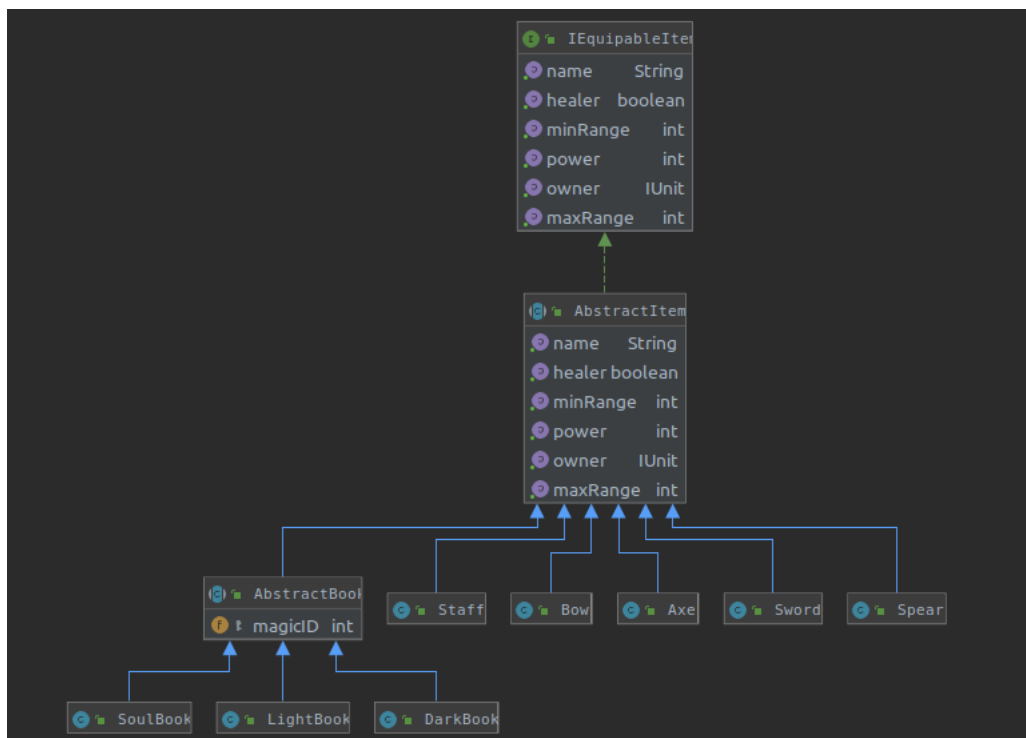 IEquipableItem
name String
healer boolean
minRange int
power int
owner IUnit
maxRange int
AbstractItem
name String
healer boolean
minRange int
power int
owner IUnit
maxRange int
AbstractBook
magicID int
Staff
Bow
Axe
Sword
Spear
SoulBook
LightBook
DarkBook